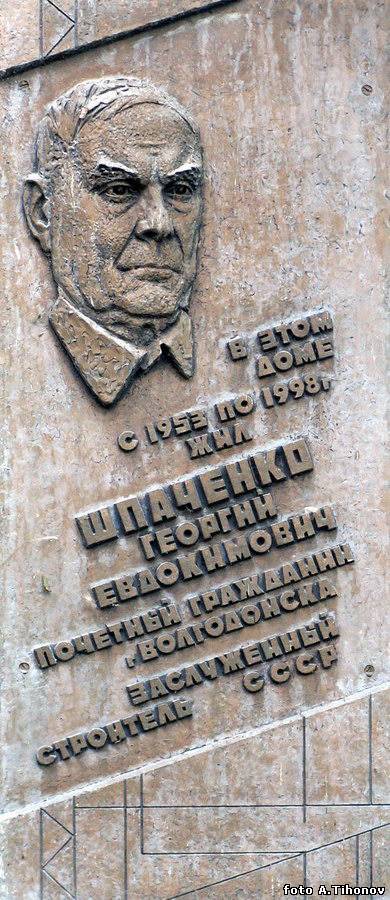 В ЭТОМ
ДОМЕ
С 1953 ПО 1998г
ЖИЛ
ШПАЧЕНКО
ГЕОРГИЙ
ЕВДОКИМОВИЧ
ПОЧЕТНЫЙ ГРАЖДАНИН
г ВОЛГОДОНСКА
ЗАСЛУЖЕННЫЙ
СТРОИТЕЛЬ СССР
foto A.Tihonov